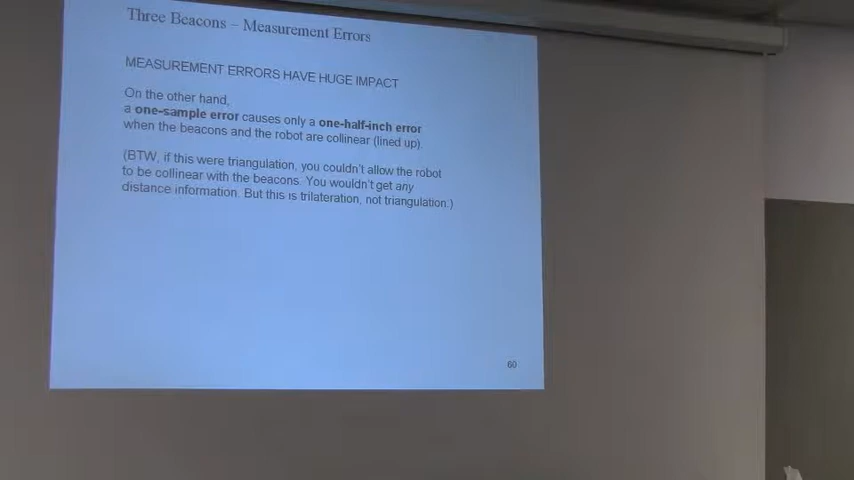 Three Beacons – Measurement Errors
MEASUREMENT ERRORS HAVE HUGE IMPACT
On the other hand,
a one-sample error causes only a one-half-inch error
when the beacons and the robot are collinear (lined up).
(BTW, if this were triangulation, you couldn't allow the robot
to be collinear with the beacons. You wouldn't get any
distance information. But this is trilateration, not triangulation.)
60